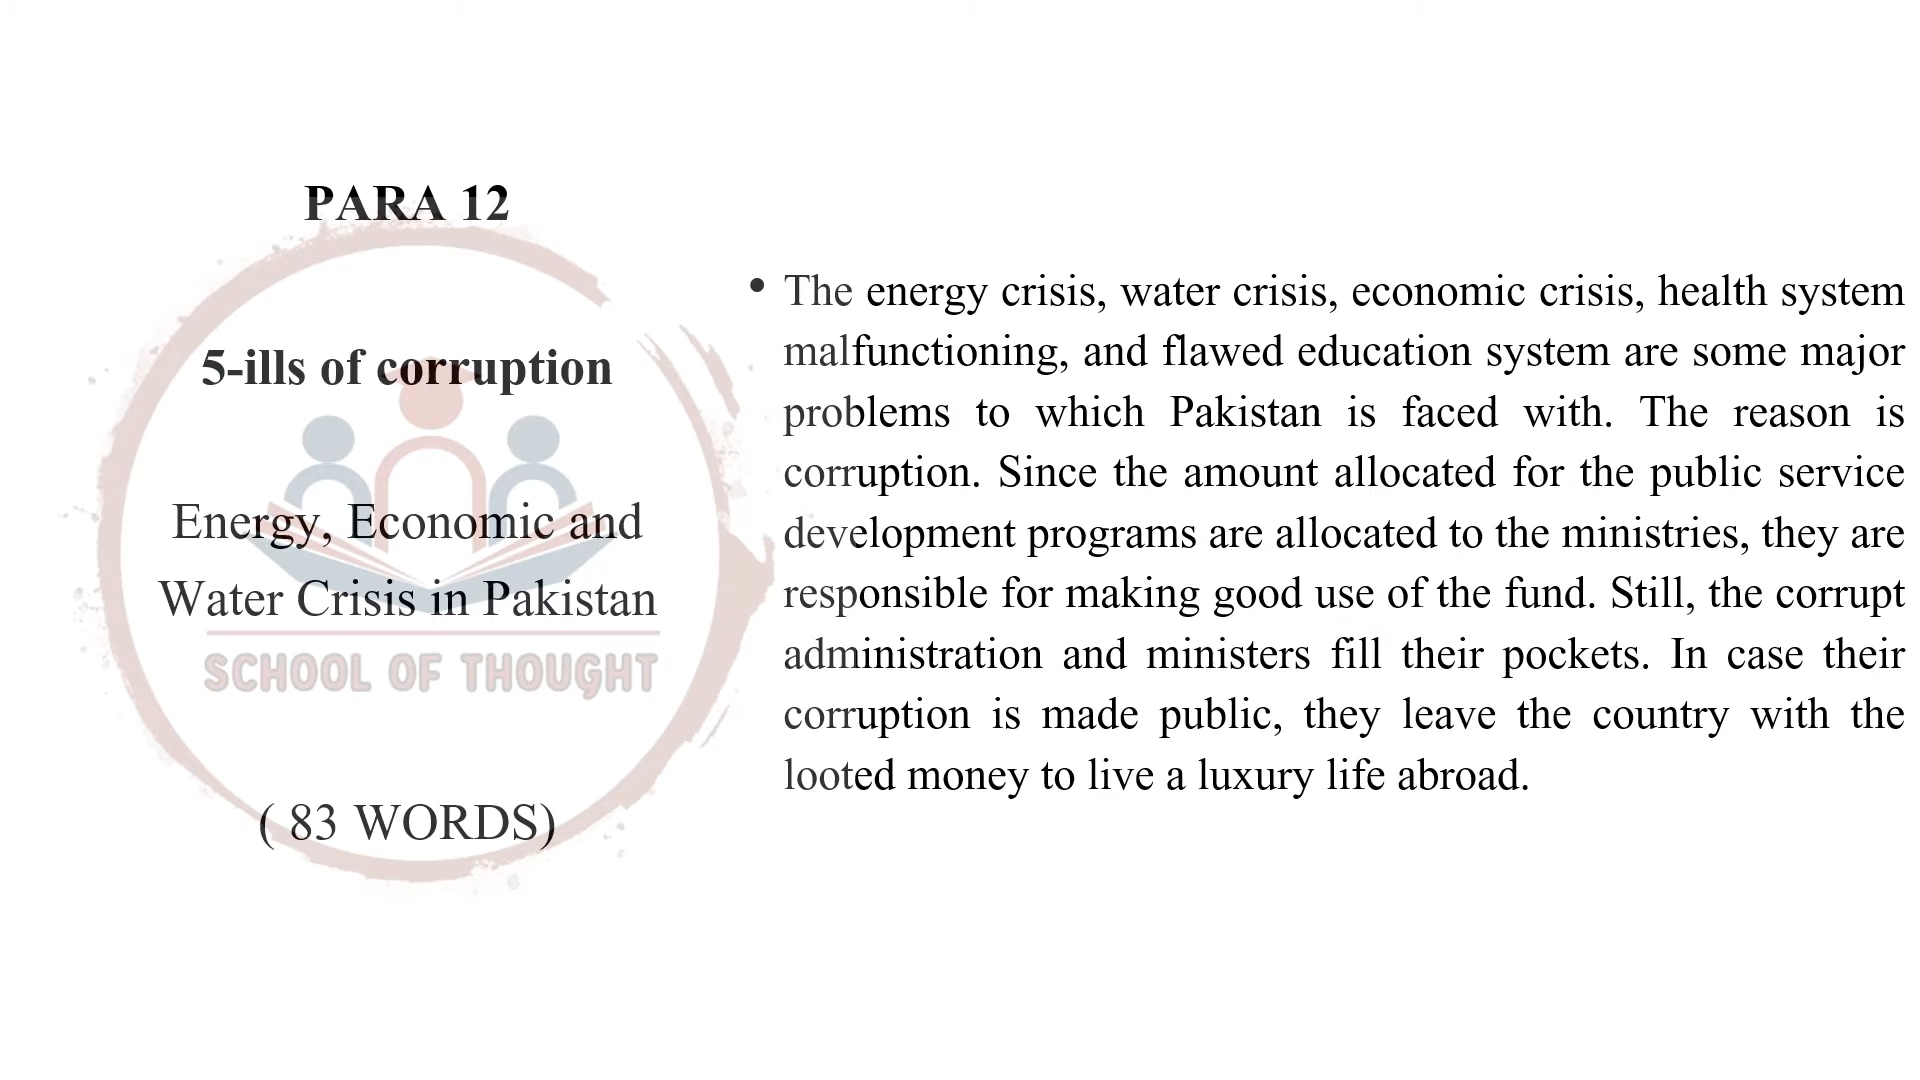 PARA 12
5-ills of corruption
Energy, Economic and
Water Crisis in Pakistan
SCHOOL OF THOUGHT
( 83 WORDS)
• The energy crisis, water crisis, economic crisis, health system
malfunctioning, and flawed education system are some major
problems to which Pakistan is faced with. The reason is
corruption. Since the amount allocated for the public service
development programs are allocated to the ministries, they are
responsible for making good use of the fund. Still, the corrupt
administration and ministers fill their pockets. In case their
corruption is made public, they leave the country with the
looted money to live a luxury life abroad.